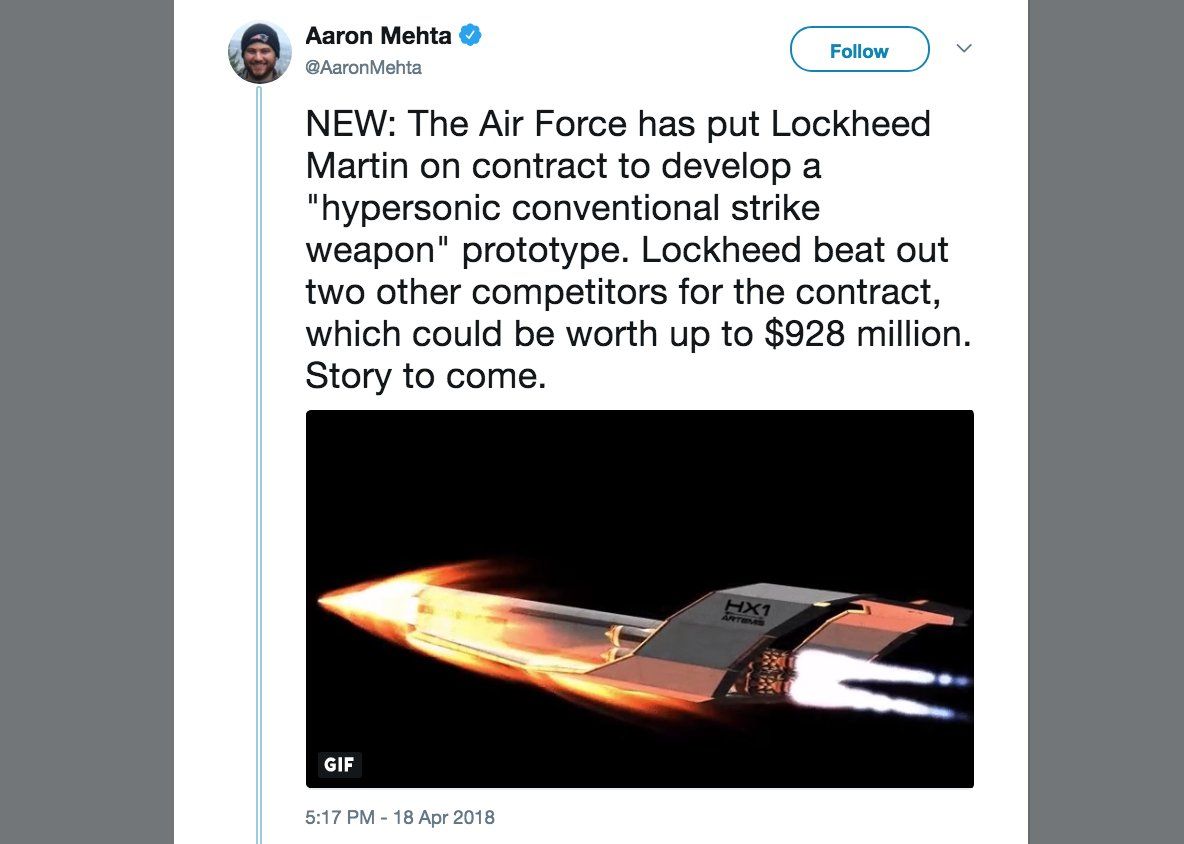 Aaron Mehta
@AaronMehta
Follow
NEW: The Air Force has put Lockheed
Martin on contract to develop a
"hypersonic conventional strike
weapon" prototype. Lockheed beat out
two other competitors for the contract,
which could be worth up to $928 million.
Story to come.
HX1
ARTEMIS
GIF
5:17 PM - 18 Apr 2018